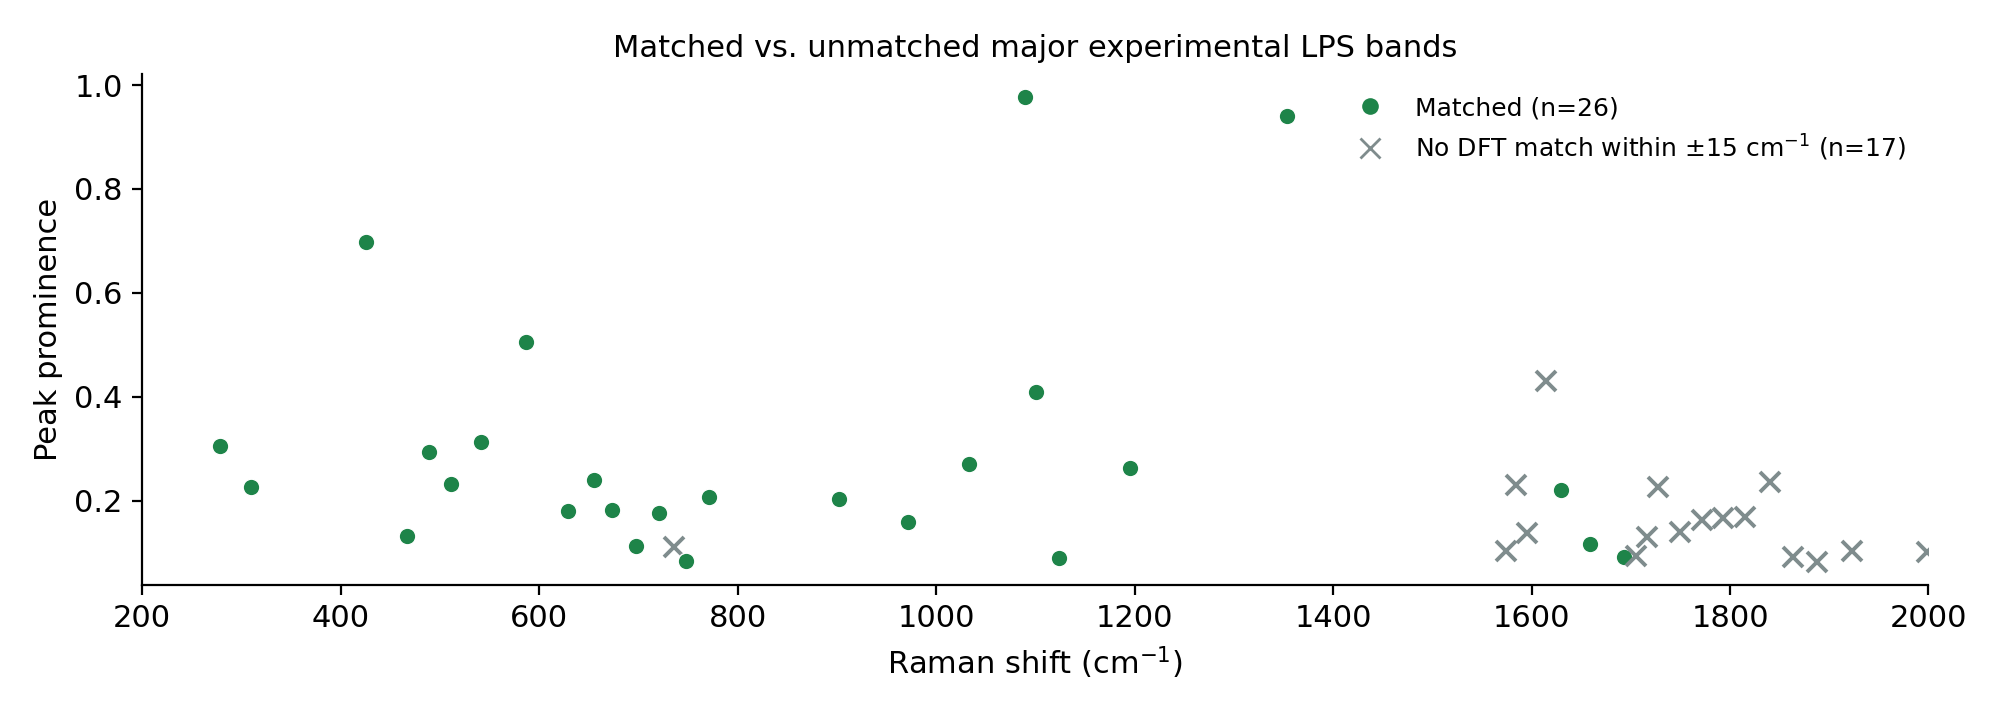 Matched vs. unmatched major experimental LPS bands
Matched (n=26)
No DFT match within ±15 cm⁻¹ (n=17)
Peak prominence
1.0
0.8
0.6
0.4
0.2
200 400 600 800 1000 1200 1400 1600 1800 2000
Raman shift (cm⁻¹)